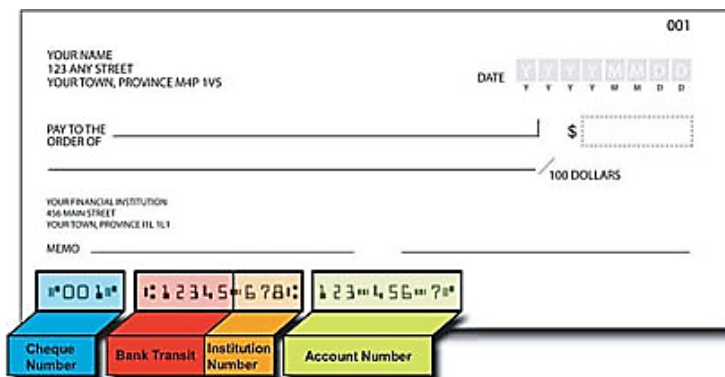 001
YOUR NAME
123 ANY STREET
YOUR TOWN, PROVINCE M4P 1V5
DATE Y Y Y Y M M D D
Y Y Y Y M M D D
PAY TO THE
ORDER OF
$
100 DOLLARS
YOUR FINANCIAL INSTITUTION
456 MAIN STREET
YOUR TOWN, PROVINCE I1L 1L1
MEMO
⑈001⑈ ⑆12345⑉678⑆ 123⑉456⑉7⑈
Cheque Number
Bank Transit
Institution Number
Account Number